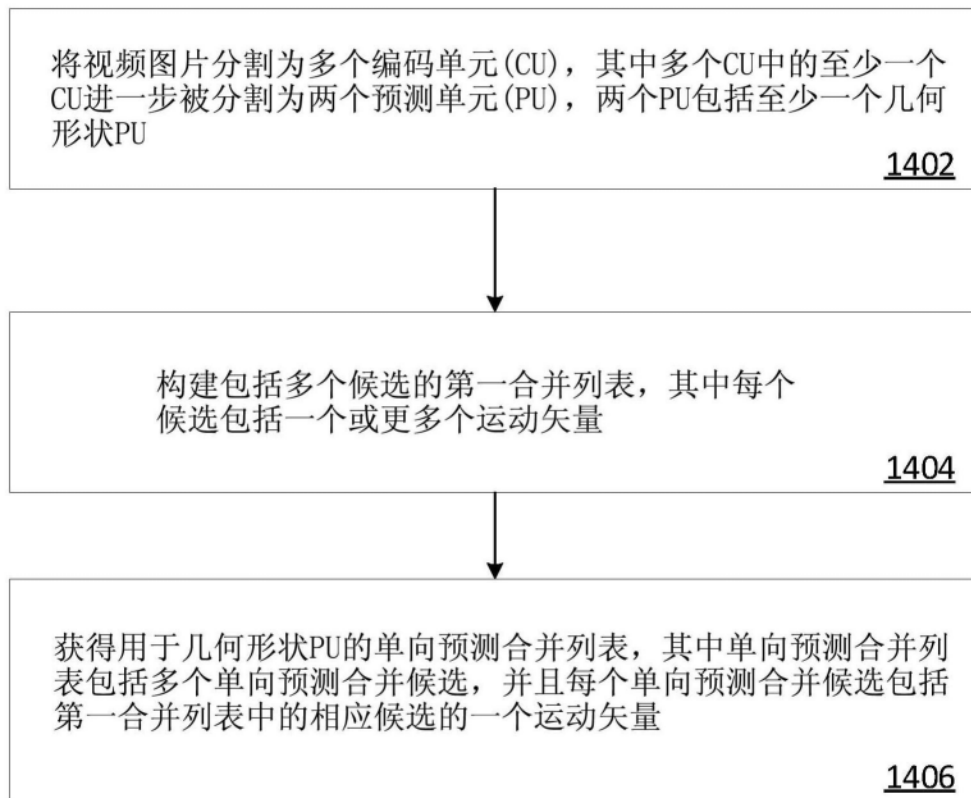 将视频图片分割为多个编码单元(CU)，其中多个CU中的至少一个
CU进一步被分割为两个预测单元(PU)，两个PU包括至少一个几何
形状PU
1402
构建包括多个候选的第一合并列表，其中每个
候选包括一个或更多个运动矢量
1404
获得用于几何形状PU的单向预测合并列表，其中单向预测合并列
表包括多个单向预测合并候选，并且每个单向预测合并候选包括
第一合并列表中的相应候选的一个运动矢量
1406